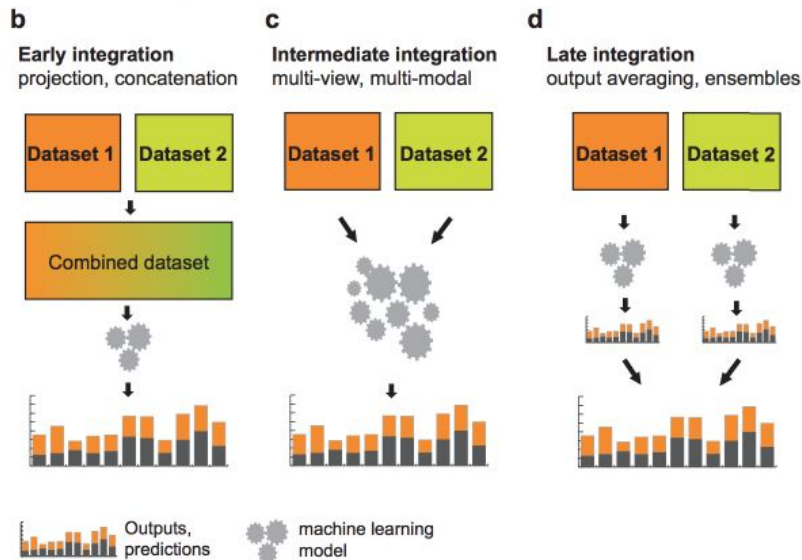 b
Early integration
projection, concatenation
Dataset 1
Dataset 2
Combined dataset
c
Intermediate integration
multi-view, multi-modal
Dataset 1
Dataset 2
d
Late integration
output averaging, ensembles
Dataset 1
Dataset 2
Outputs,
predictions
machine learning
model